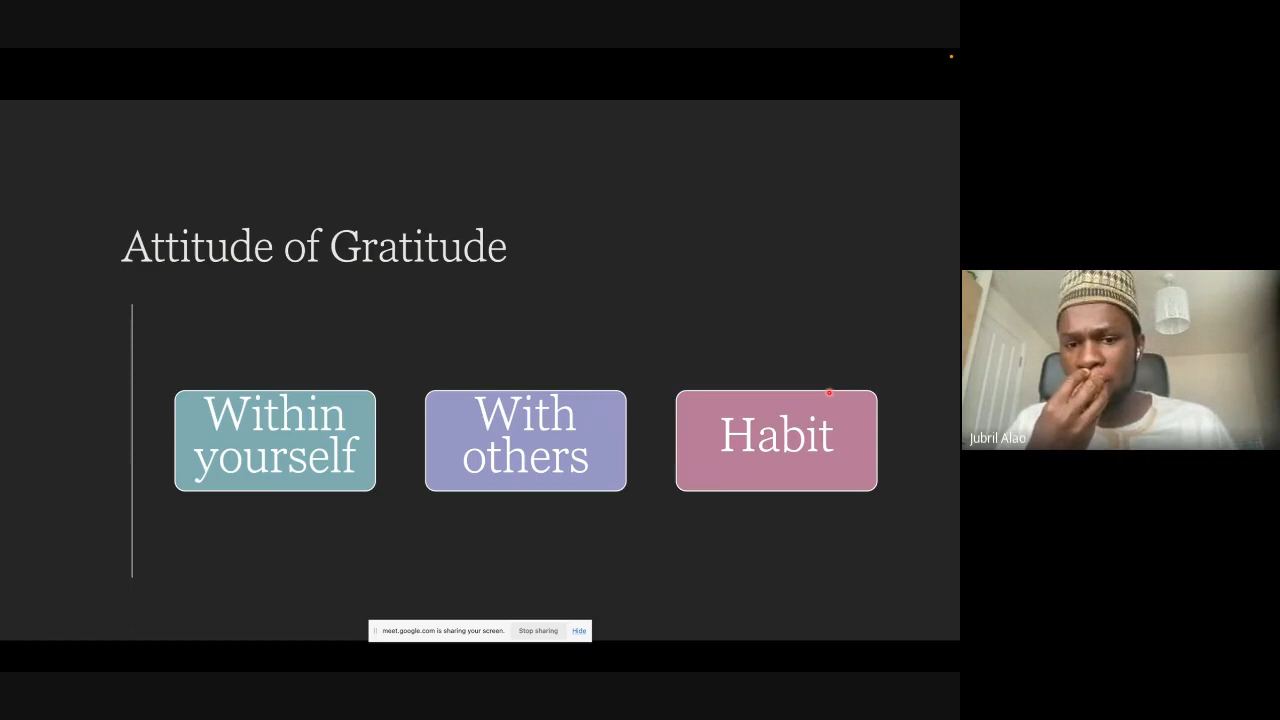 Attitude of Gratitude
Within
yourself
With
others
Habit
Jubril Alao
meet.google.com is sharing your screen. Stop sharing Hide